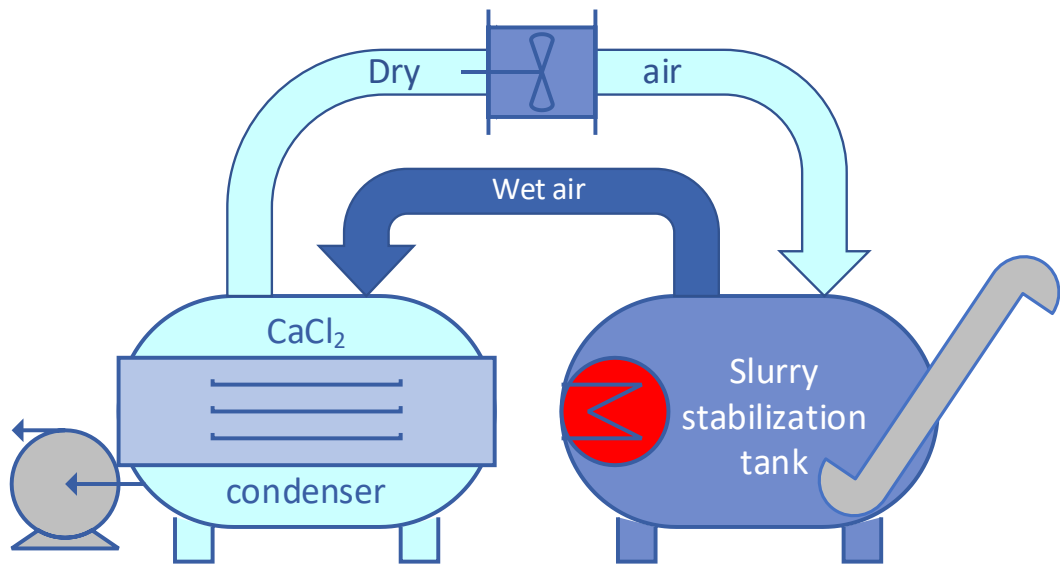 Dry air
Wet air
CaCl₂
condenser
Slurry
stabilization
tank